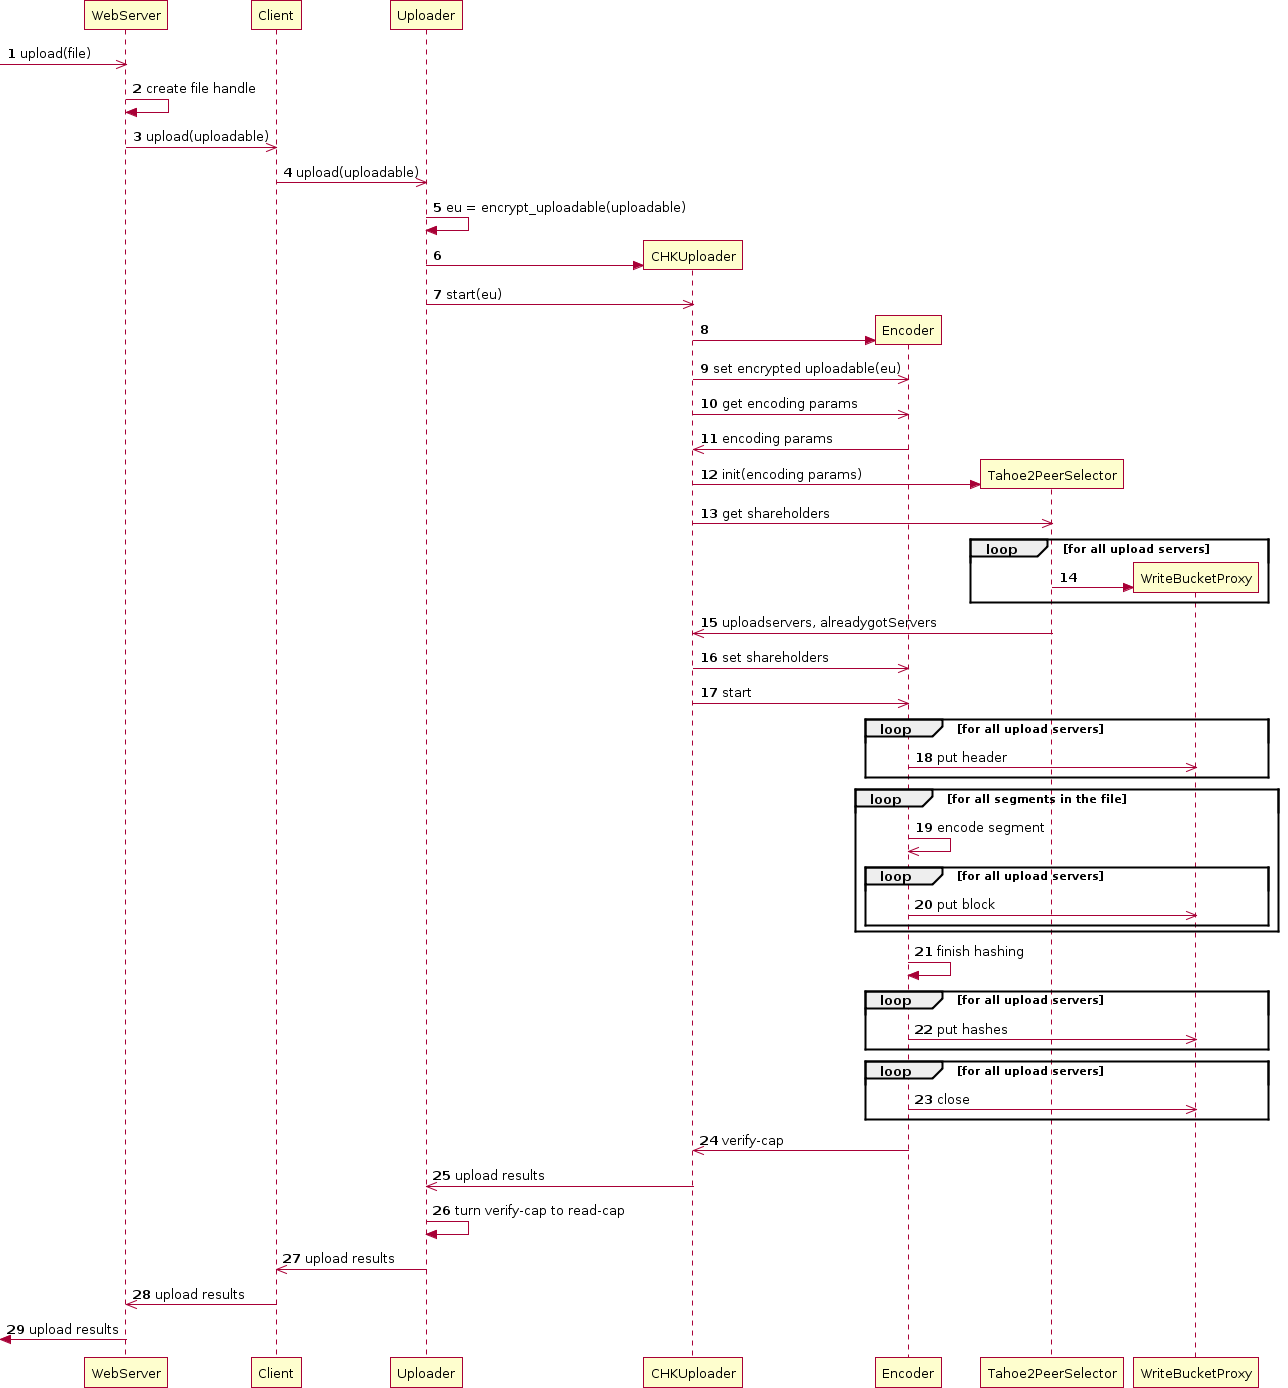 WebServer Client Uploader
1 upload(file)
2 create file handle
3 upload(uploadable)
4 upload(uploadable)
5 eu = encrypt_uploadable(uploadable)
6
CHKUploader
7 start(eu)
8
Encoder
9 set encrypted uploadable(eu)
10 get encoding params
11 encoding params
12 init(encoding params)
Tahoe2PeerSelector
13 get shareholders
loop [for all upload servers]
14
WriteBucketProxy
15 uploadservers, alreadygotServers
16 set shareholders
17 start
loop [for all upload servers]
18 put header
loop [for all segments in the file]
19 encode segment
loop [for all upload servers]
20 put block
21 finish hashing
loop [for all upload servers]
22 put hashes
loop [for all upload servers]
23 close
24 verify-cap
25 upload results
26 turn verify-cap to read-cap
27 upload results
28 upload results
29 upload results
WebServer Client Uploader CHKUploader Encoder Tahoe2PeerSelector WriteBucketProxy